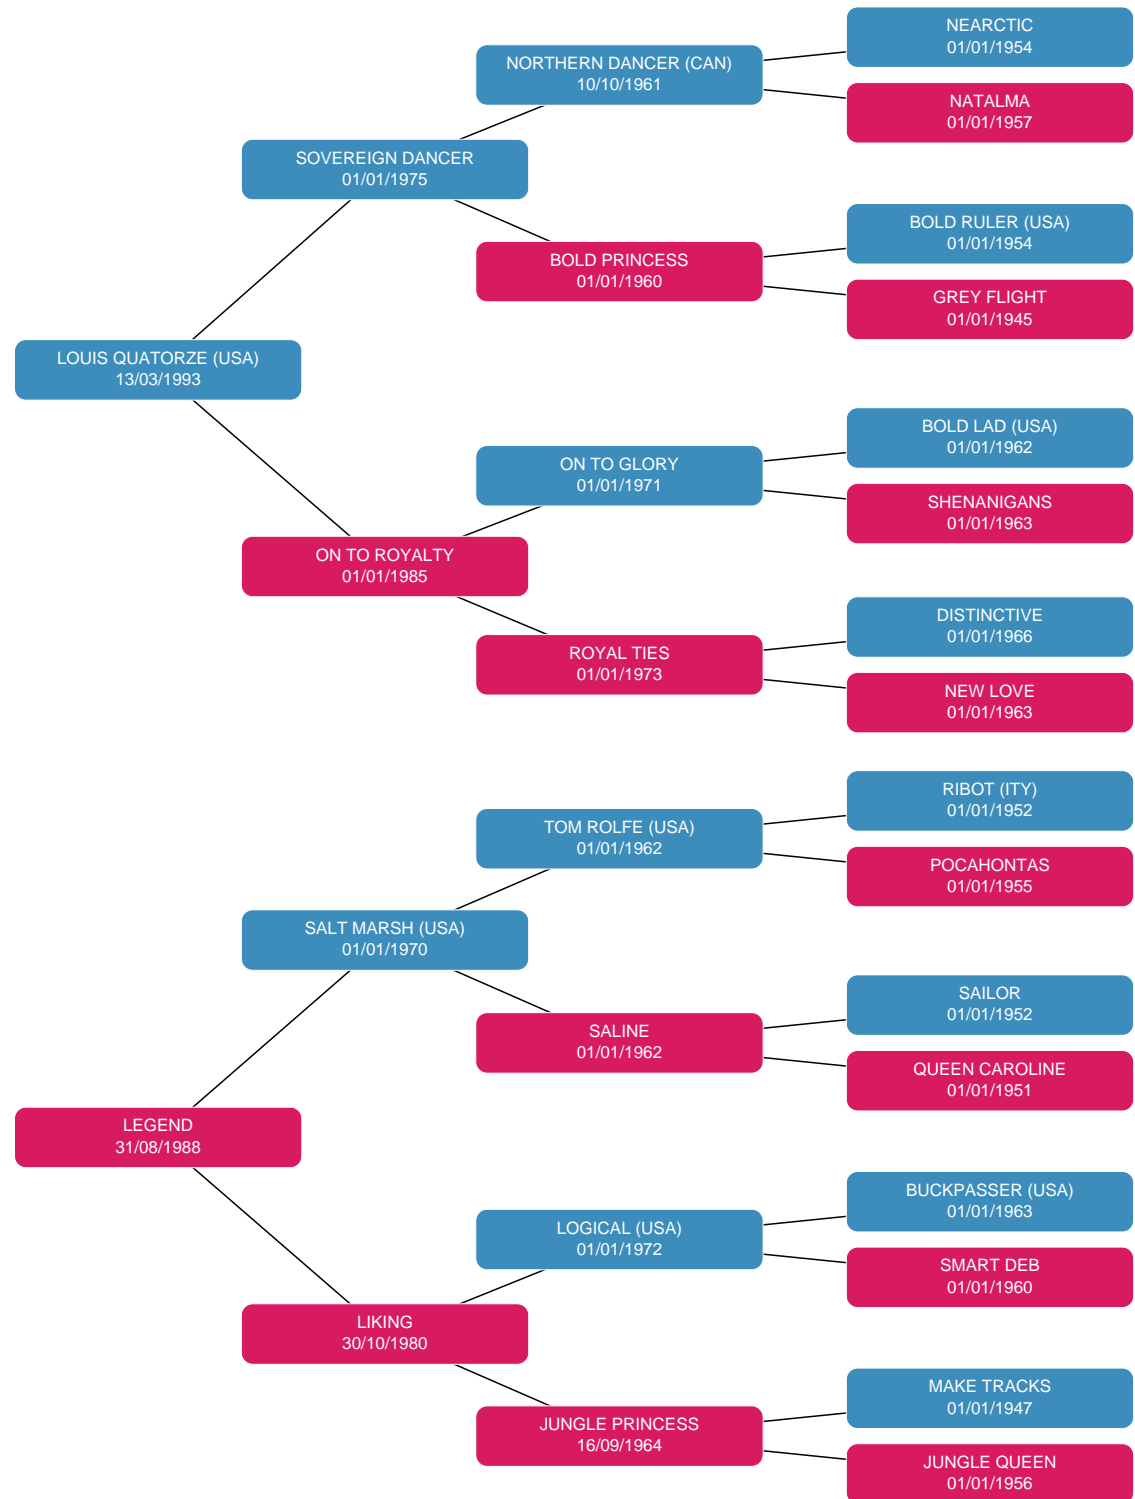 NEARCTIC
01/01/1954
NORTHERN DANCER (CAN)
10/10/1961
NATALMA
01/01/1957
SOVEREIGN DANCER
01/01/1975
BOLD RULER (USA)
01/01/1954
BOLD PRINCESS
01/01/1960
GREY FLIGHT
01/01/1945
LOUIS QUATORZE (USA)
13/03/1993
BOLD LAD (USA)
01/01/1962
ON TO GLORY
01/01/1971
SHENANIGANS
01/01/1963
ON TO ROYALTY
01/01/1985
DISTINCTIVE
01/01/1966
ROYAL TIES
01/01/1973
NEW LOVE
01/01/1963
RIBOT (ITY)
01/01/1952
TOM ROLFE (USA)
01/01/1962
POCAHONTAS
01/01/1955
SALT MARSH (USA)
01/01/1970
SAILOR
01/01/1952
SALINE
01/01/1962
QUEEN CAROLINE
01/01/1951
LEGEND
31/08/1988
BUCKPASSER (USA)
01/01/1963
LOGICAL (USA)
01/01/1972
SMART DEB
01/01/1960
LIKING
30/10/1980
MAKE TRACKS
01/01/1947
JUNGLE PRINCESS
16/09/1964
JUNGLE QUEEN
01/01/1956